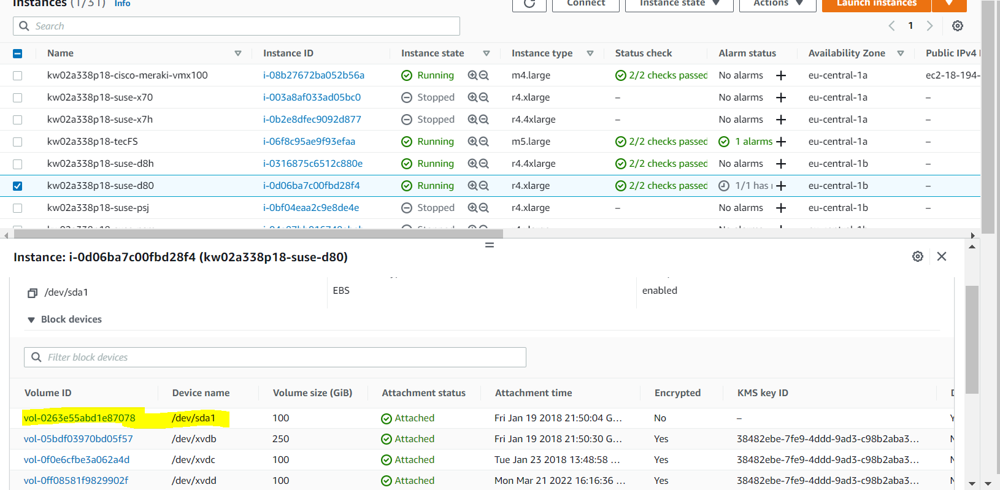 Instances (1/31) Info Connect Instance state Actions Launch instances
Search 1
Name Instance ID Instance state Instance type Status check Alarm status Availability Zone Public IPv4
kw02a338p18-cisco-meraki-vmx100 i-08b27672ba052b56a Running m4.large 2/2 checks passed No alarms + eu-central-1a ec2-18-194-
kw02a338p18-suse-x70 i-003a8af033ad05bc0 Stopped r4.xlarge – No alarms + eu-central-1a –
kw02a338p18-suse-x7h i-0b2e8dfec9092d877 Stopped r4.4xlarge – No alarms + eu-central-1a –
kw02a338p18-tecFS i-06f8c95ae9f93efaa Running m5.large 2/2 checks passed 1 alarms + eu-central-1a –
kw02a338p18-suse-d8h i-0316875c6512c880e Running r4.4xlarge 2/2 checks passed No alarms + eu-central-1b –
kw02a338p18-suse-d80 i-0d06ba7c00fbd28f4 Running r4.xlarge 2/2 checks passed 1/1 has + eu-central-1b –
kw02a338p18-suse-psj i-0bf04eaa2c9e8de4e Stopped r4.xlarge – No alarms + eu-central-1b –
Instance: i-0d06ba7c00fbd28f4 (kw02a338p18-suse-d80)
/dev/sda1 EBS enabled
Block devices
Filter block devices
Volume ID Device name Volume size (GiB) Attachment status Attachment time Encrypted KMS key ID
vol-0263e55abd1e87078 /dev/sda1 100 Attached Fri Jan 19 2018 21:50:04 G... No –
vol-05bdf03970bd05f57 /dev/xvdb 250 Attached Fri Jan 19 2018 21:50:30 G... Yes 38482ebe-7fe9-4ddd-9ad3-c98b2aba3...
vol-0f0e6cfbe3a062a4d /dev/xvdc 100 Attached Tue Jan 23 2018 13:48:58 ... Yes 38482ebe-7fe9-4ddd-9ad3-c98b2aba3...
vol-0ff08581f9829902f /dev/xvdd 100 Attached Mon Mar 21 2022 16:16:36 ... Yes 38482ebe-7fe9-4ddd-9ad3-c98b2aba3...